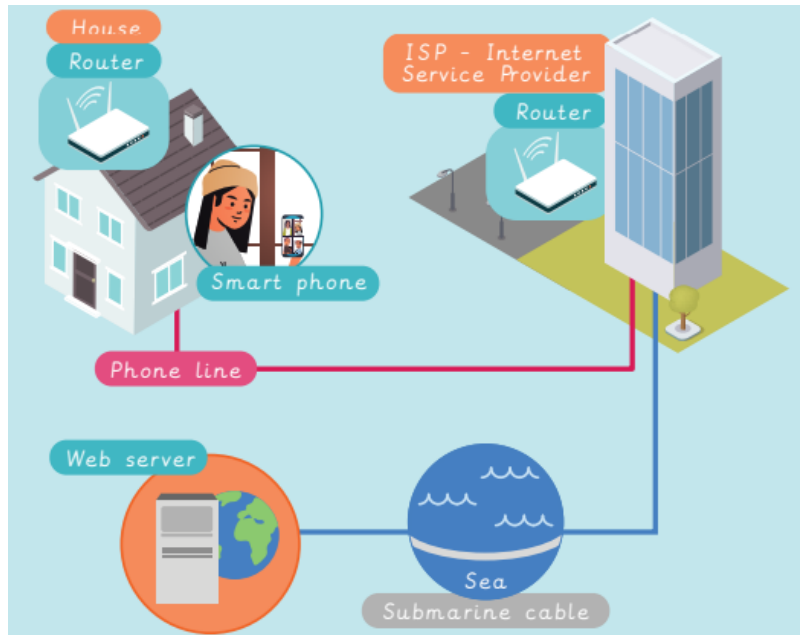 House
Router
ISP - Internet
Service Provider
Router
Smart phone
Phone line
Web server
Sea
Submarine cable